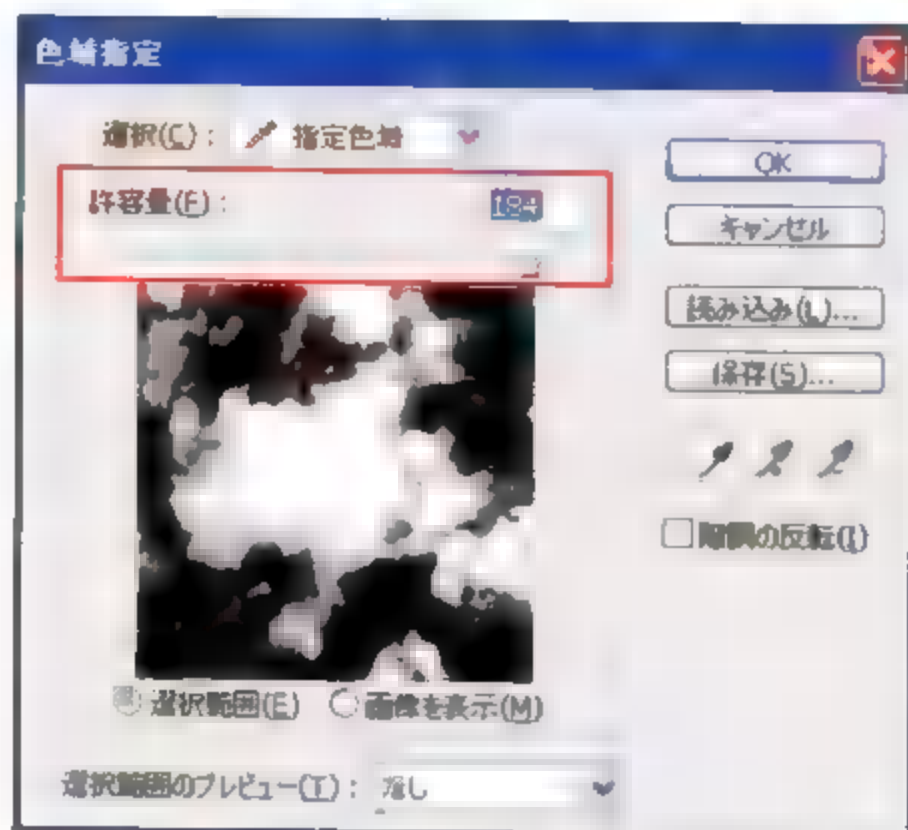 色域指定
選択(C): 指定色域
許容量(F): 184
OK
キャンセル
読み込み(L)...
保存(S)...
階調の反転(I)
選択範囲(E) 画像を表示(M)
選択範囲のプレビュー(T): なし